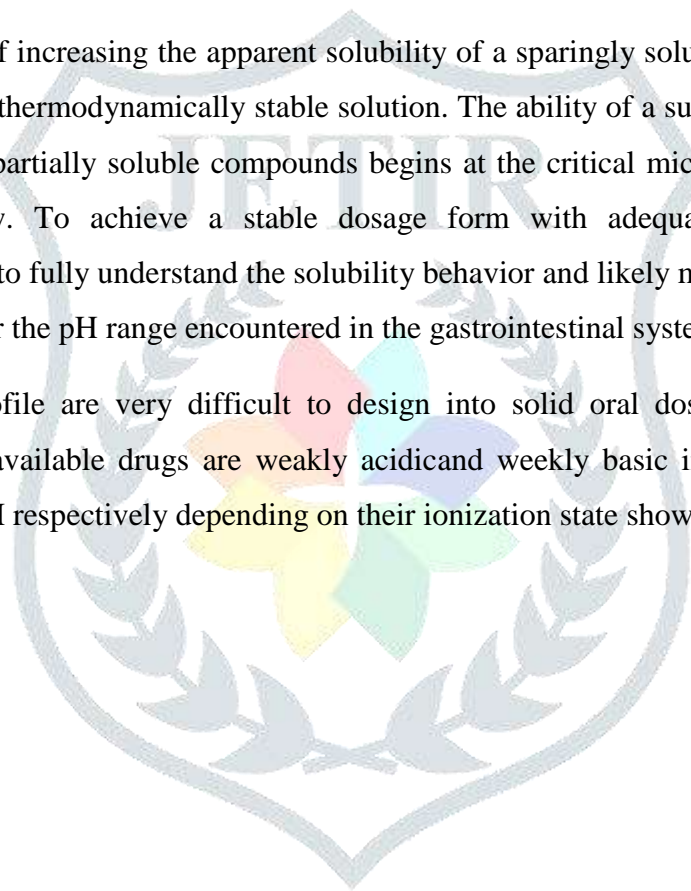 f increasing the apparent solubility of a sparingly solu
thermodynamically stable solution. The ability of a su
partially soluble compounds begins at the critical mic
y. To achieve a stable dosage form with adequa
to fully understand the solubility behavior and likely
r the pH range encountered in the gastrointestinal syste
ofile are very difficult to design into solid oral dos
available drugs are weakly acidicand weekly basic i
respectively depending on their ionization state show
JETIR